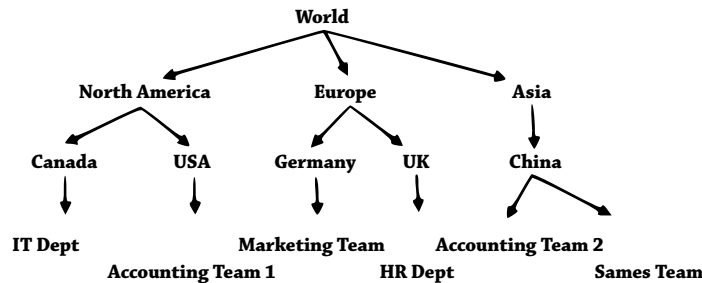 World
North America
Europe
Asia
Canada
USA
Germany
UK
China
IT Dept
Marketing Team
Accounting Team 2
Accounting Team 1
HR Dept
Sames Team